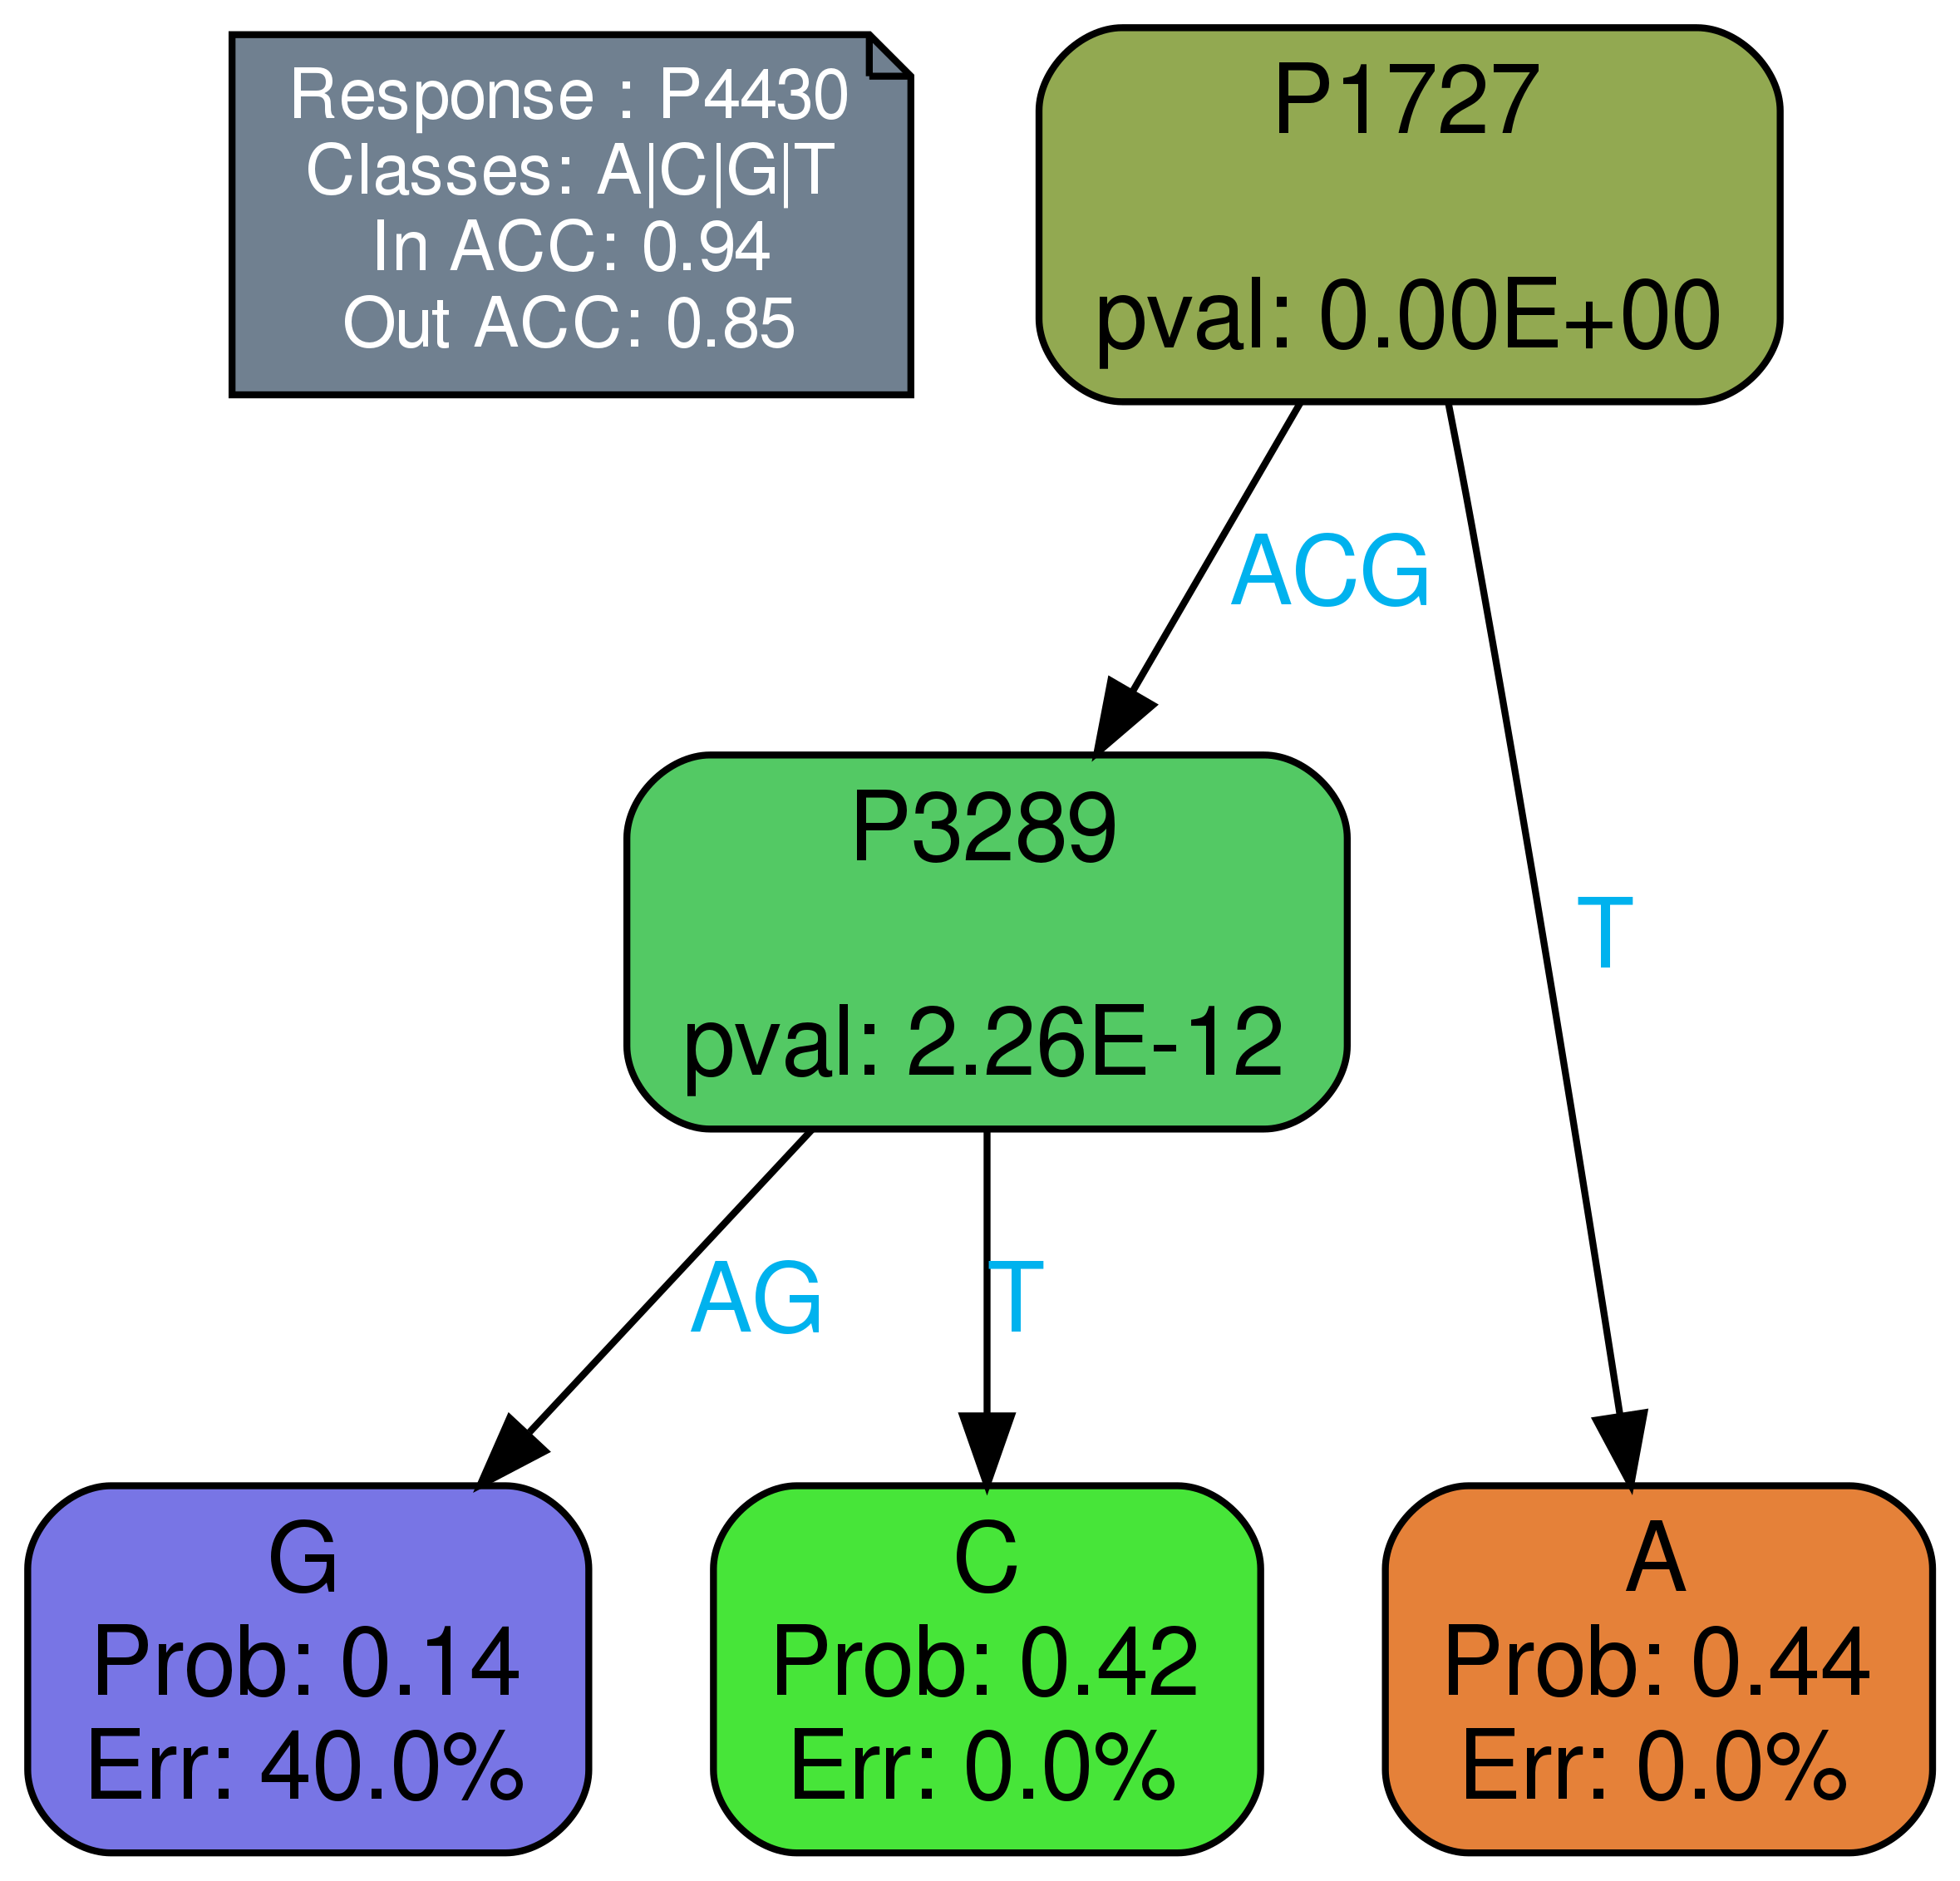 Response : P4430
Classes: A|C|G|T
In ACC: 0.94
Out ACC: 0.85
P1727
pval: 0.00E+00
ACG
T
P3289
pval: 2.26E-12
AG
T
G
Prob: 0.14
Err: 40.0%
C
Prob: 0.42
Err: 0.0%
A
Prob: 0.44
Err: 0.0%